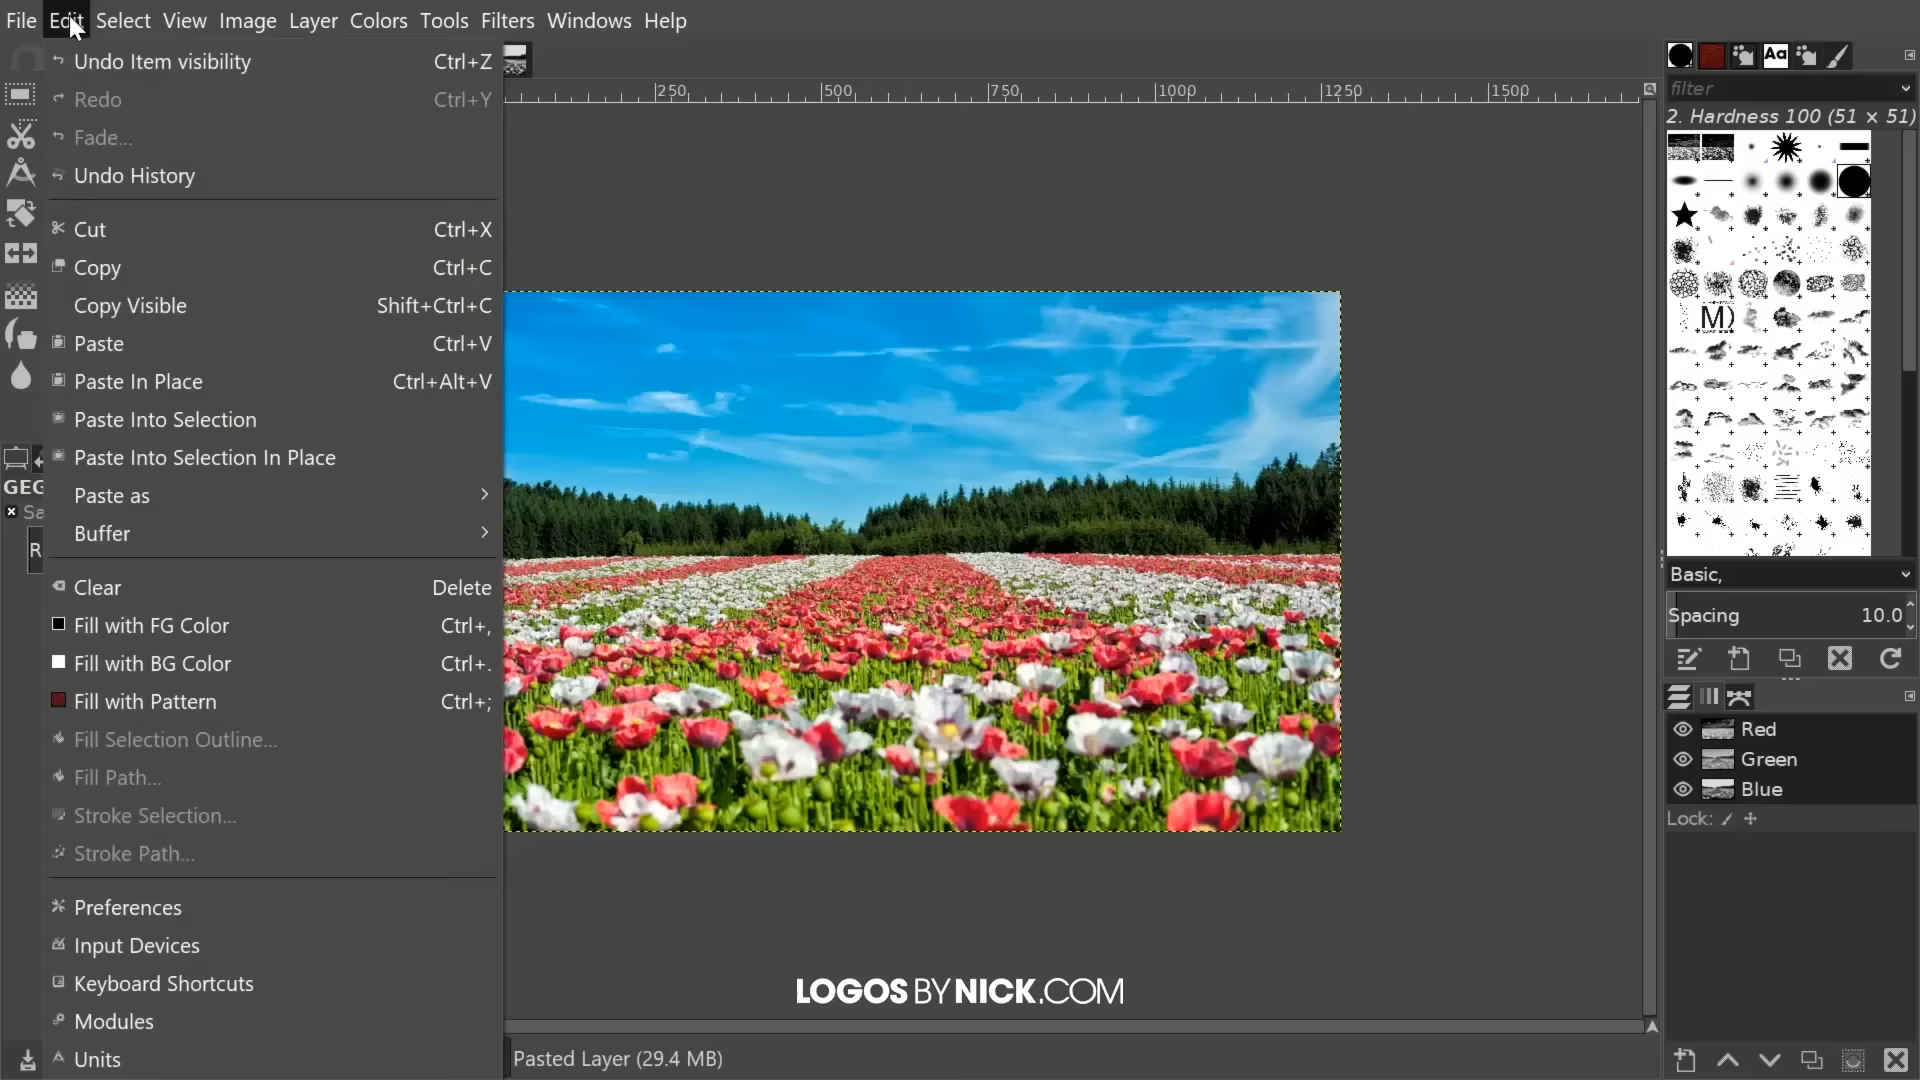 File Edit Select View Image Layer Colors Tools Filters Windows Help
Undo Item visibility Ctrl+Z
Redo Ctrl+Y
Fade...
Undo History
Cut Ctrl+X
Copy Ctrl+C
Copy Visible Shift+Ctrl+C
Paste Ctrl+V
Paste In Place Ctrl+Alt+V
Paste Into Selection
Paste Into Selection In Place
Paste as
Buffer
Clear Delete
Fill with FG Color Ctrl+,
Fill with BG Color Ctrl+.
Fill with Pattern Ctrl+;
Fill Selection Outline...
Fill Path...
Stroke Selection...
Stroke Path...
Preferences
Input Devices
Keyboard Shortcuts
Modules
Units
GEG
Sa
R
250 500 750 1000 1250 1500
LOGOS BY NICK.COM
Pasted Layer (29.4 MB)
Aa
filter
2. Hardness 100 (51 × 51)
M)
Basic,
Spacing 10.0
Red
Green
Blue
Lock: